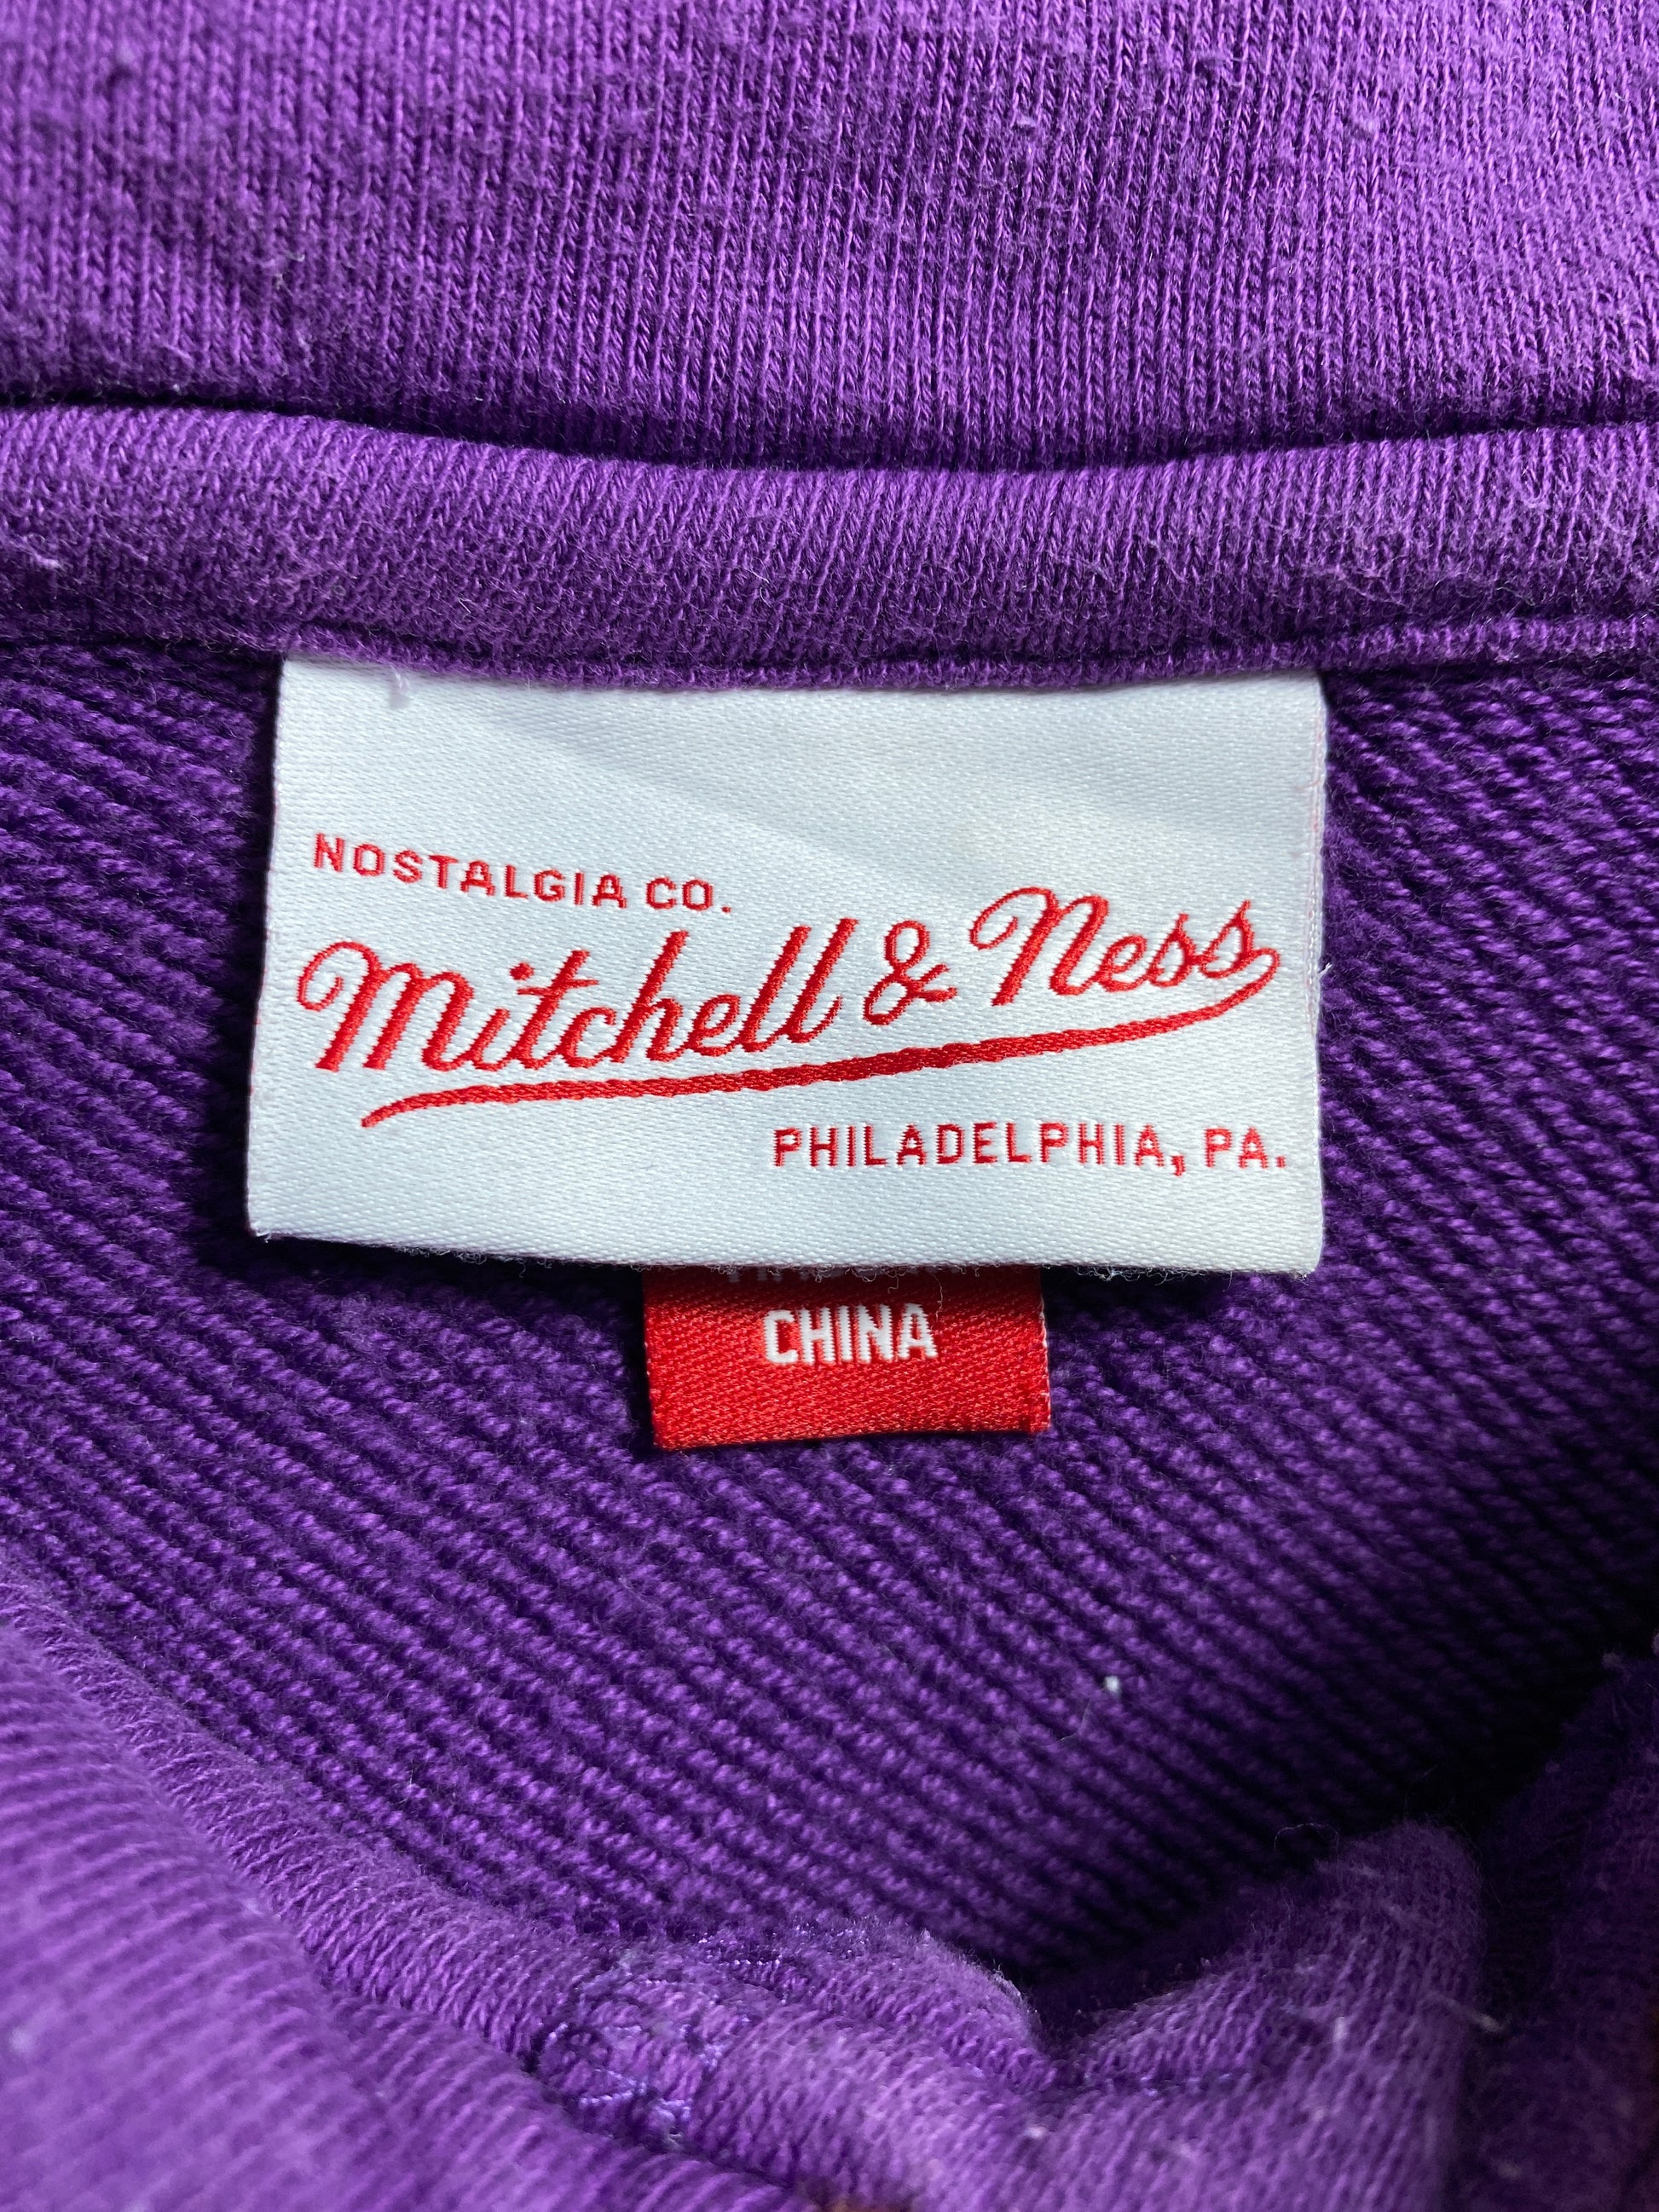 NOSTALGIA CO.
Mitchell & Ness
PHILADELPHIA, PA.
CHINA